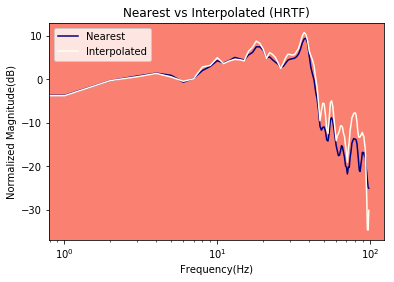 Nearest vs Interpolated (HRTF)
Nearest
Interpolated
Normalized Magnitude(dB)
10
0
−10
−20
−30
10⁰
10¹
10²
Frequency(Hz)